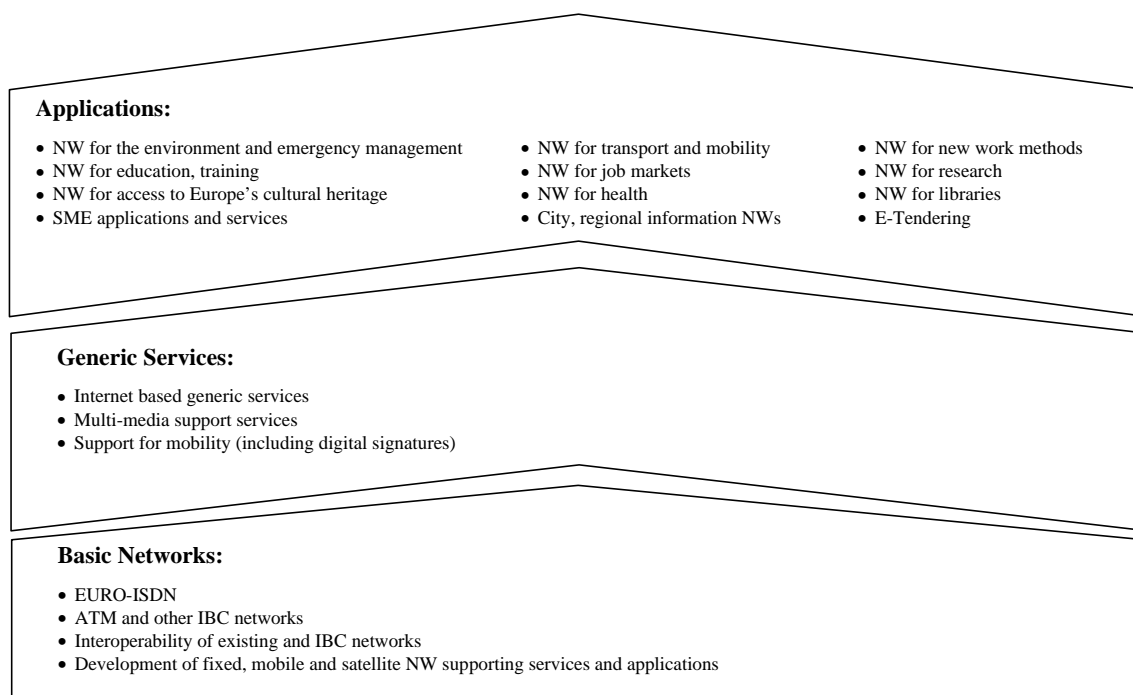 Applications:
• NW for the environment and emergency management
• NW for education, training
• NW for access to Europe's cultural heritage
• SME applications and services
• NW for transport and mobility
• NW for job markets
• NW for health
• City, regional information NWs
• NW for new work methods
• NW for research
• NW for libraries
• E-Tendering
Generic Services:
• Internet based generic services
• Multi-media support services
• Support for mobility (including digital signatures)
Basic Networks:
• EURO-ISDN
• ATM and other IBC networks
• Interoperability of existing and IBC networks
• Development of fixed, mobile and satellite NW supporting services and applications